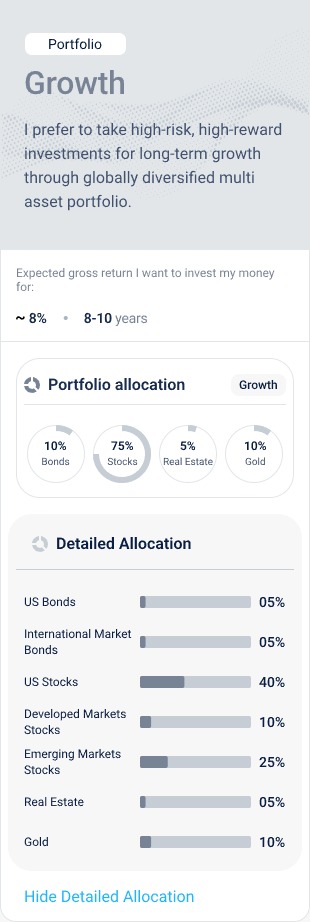 Portfolio
Growth
I prefer to take high-risk, high-reward
investments for long-term growth
through globally diversified multi
asset portfolio.
Expected gross return I want to invest my money
for:
~ 8% • 8-10 years
Portfolio allocation Growth
10% 75% 5% 10%
Bonds Stocks Real Estate Gold
Detailed Allocation
US Bonds 05%
International Market
Bonds 05%
US Stocks 40%
Developed Markets
Stocks 10%
Emerging Markets
Stocks 25%
Real Estate 05%
Gold 10%
Hide Detailed Allocation